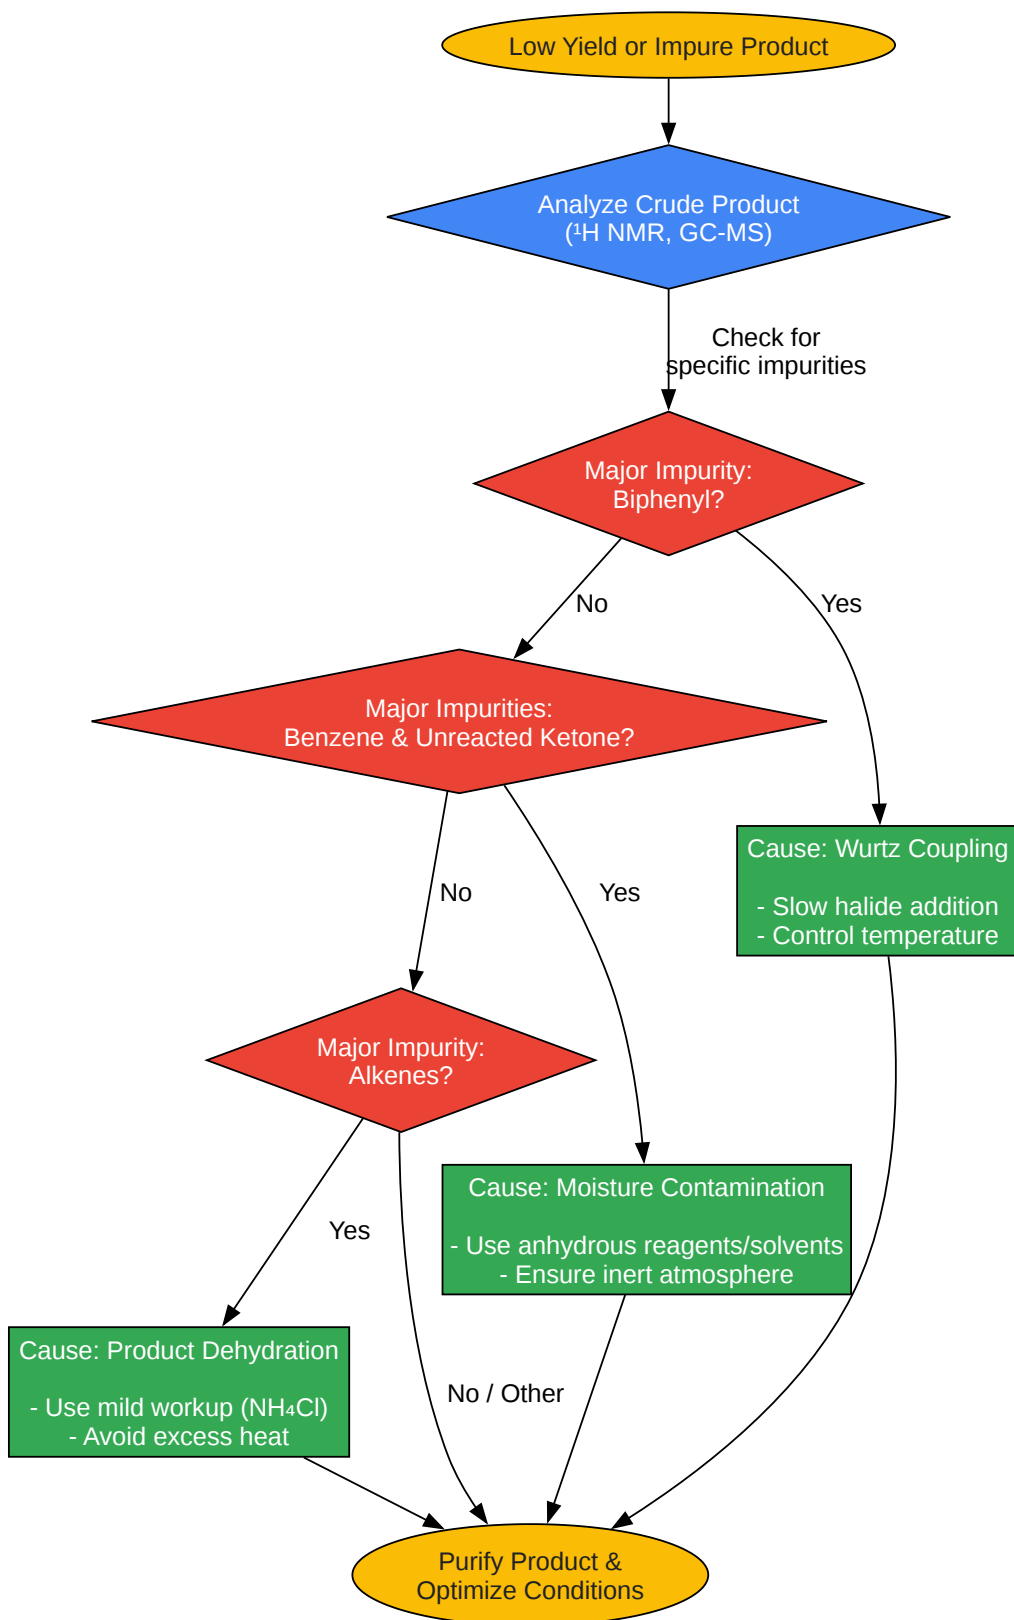 Low Yield or Impure Product
Analyze Crude Product
(¹H NMR, GC-MS)
Check for
specific impurities
Major Impurity:
Biphenyl?
No
Yes
Major Impurities:
Benzene & Unreacted Ketone?
Cause: Wurtz Coupling
- Slow halide addition
- Control temperature
No
Yes
Major Impurity:
Alkenes?
Cause: Moisture Contamination
- Use anhydrous reagents/solvents
- Ensure inert atmosphere
Yes
Cause: Product Dehydration
- Use mild workup (NH₄Cl)
- Avoid excess heat
No / Other
Purify Product &
Optimize Conditions